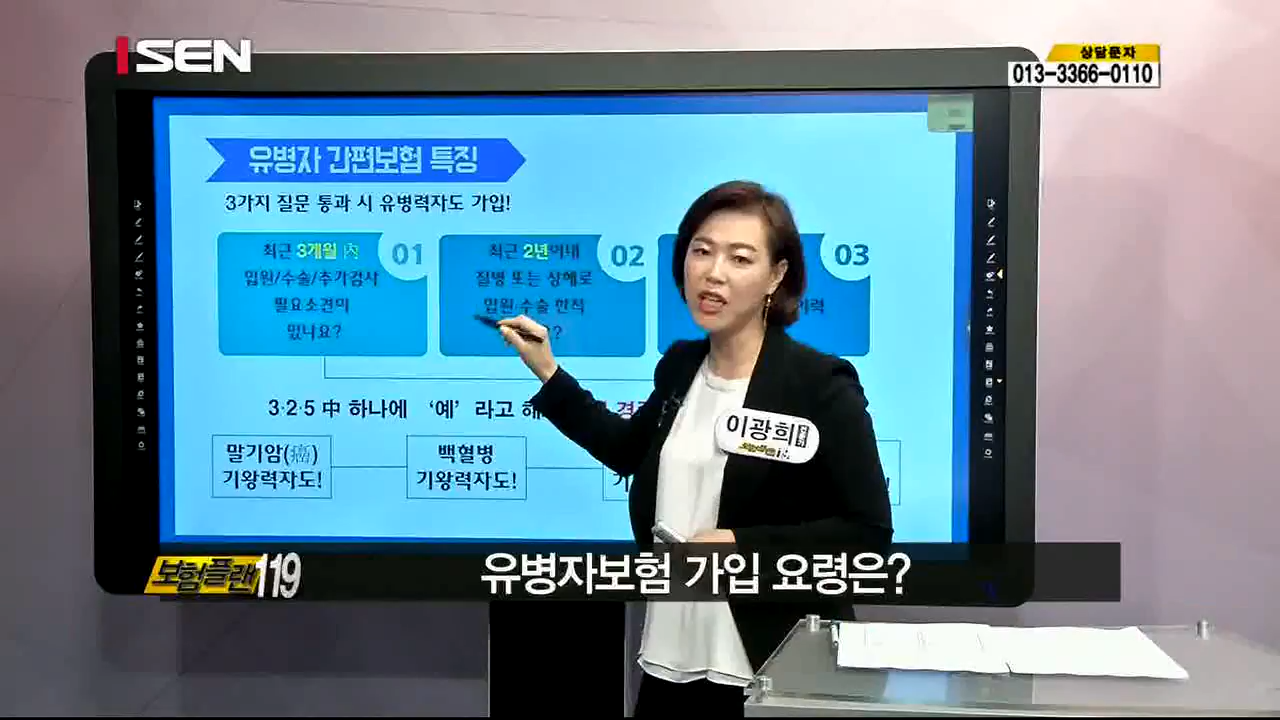 SEN
상담문자
013-3366-0110
유병자 간편보험 특징
3가지 질문 통과 시 유병력자도 가입!
최근 3개월 內
입원/수술/추가검사
필요소견이
있나요?
01
최근 2년이내
질병 또는 상해로
입원 수술 한적
?
02
03
이력
3·2·5 中 하나에 ‘예’ 라고 해
말기암(癌)
기왕력자도!
백혈병
기왕력자도!
이광희
보험플랜119
유병자보험 가입 요령은?